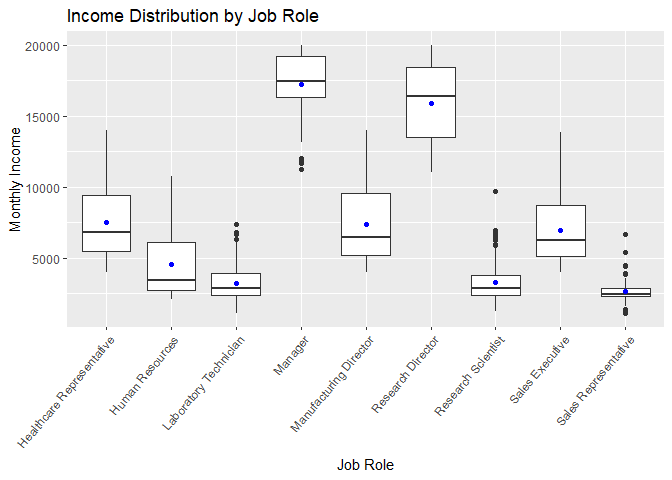 Income Distribution by Job Role
Monthly Income
20000
15000
10000
5000
Healthcare Representative
Human Resources
Laboratory Technician
Manager
Manufacturing Director
Research Director
Research Scientist
Sales Executive
Sales Representative
Job Role